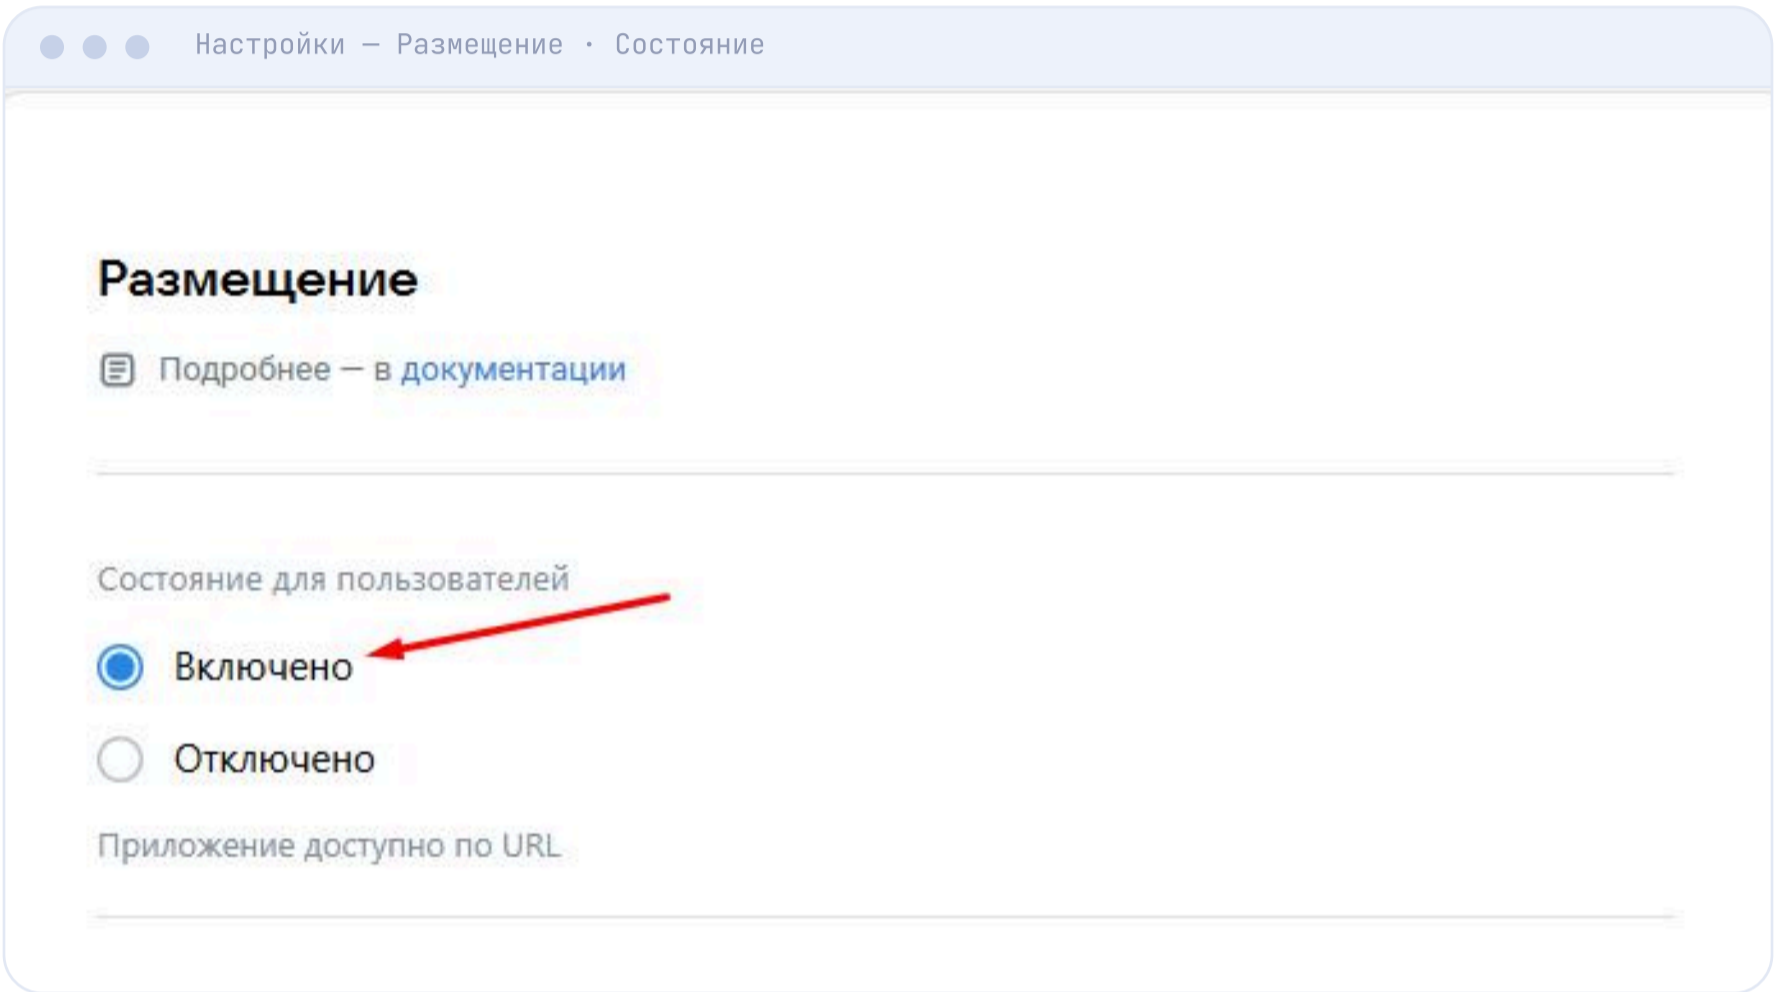 Настройки — Размещение · Состояние
Размещение
Подробнее — в документации
Состояние для пользователей
Включено
Отключено
Приложение доступно по URL